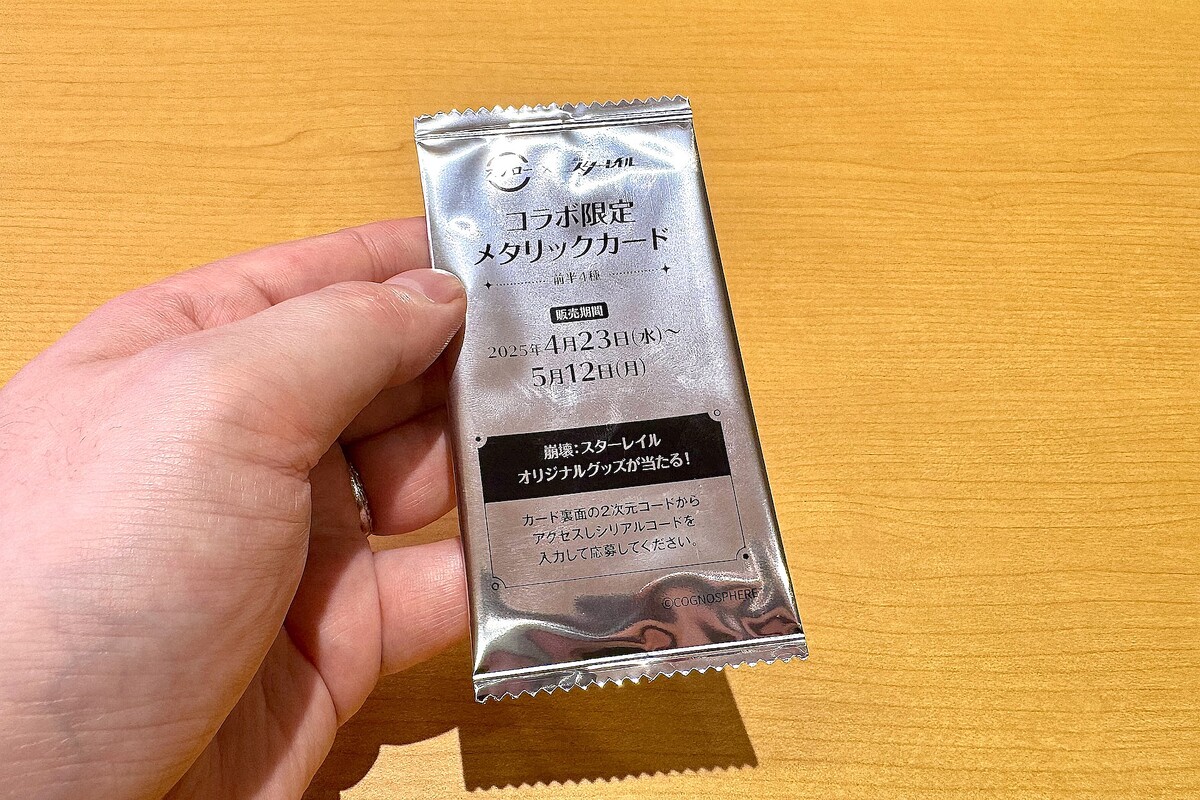 スシロー × スターレイル
コラボ限定
メタリックカード
前半4種
販売期間
2025年4月23日(水)～
5月12日(月)
崩壊:スターレイル
オリジナルグッズが当たる!
カード裏面の2次元コードから
アクセスしシリアルコードを
入力して応募してください。
©COGNOSPHERE